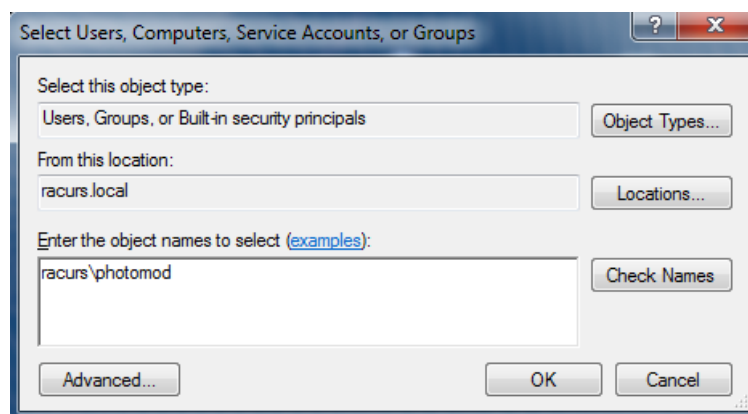 Select Users, Computers, Service Accounts, or Groups
Select this object type:
Users, Groups, or Built-in security principals
Object Types...
From this location:
racurs.local
Locations...
Enter the object names to select (examples):
racurs\photomod
Check Names
Advanced...
OK
Cancel